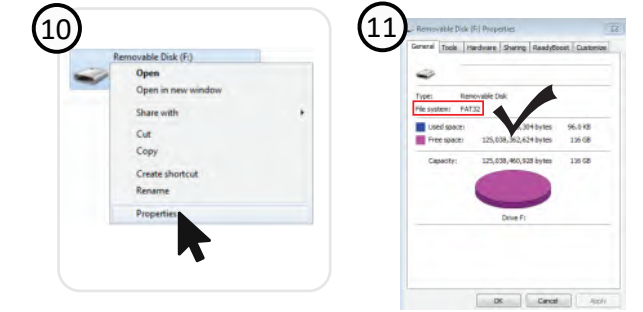 10
Removable Disk (F:)
Open
Open in new window
Share with
Cut
Copy
Create shortcut
Rename
Properties
11
Removable Disk (F:) Properties
General Tools Hardware Sharing ReadyBoost Customize
Type: Removable Disk
File system: FAT32
Used space: 304 bytes 96.0 KB
Free space: 125,038,362,624 bytes 116 GB
Capacity: 125,038,460,928 bytes 116 GB
Drive F:
OK Cancel Apply